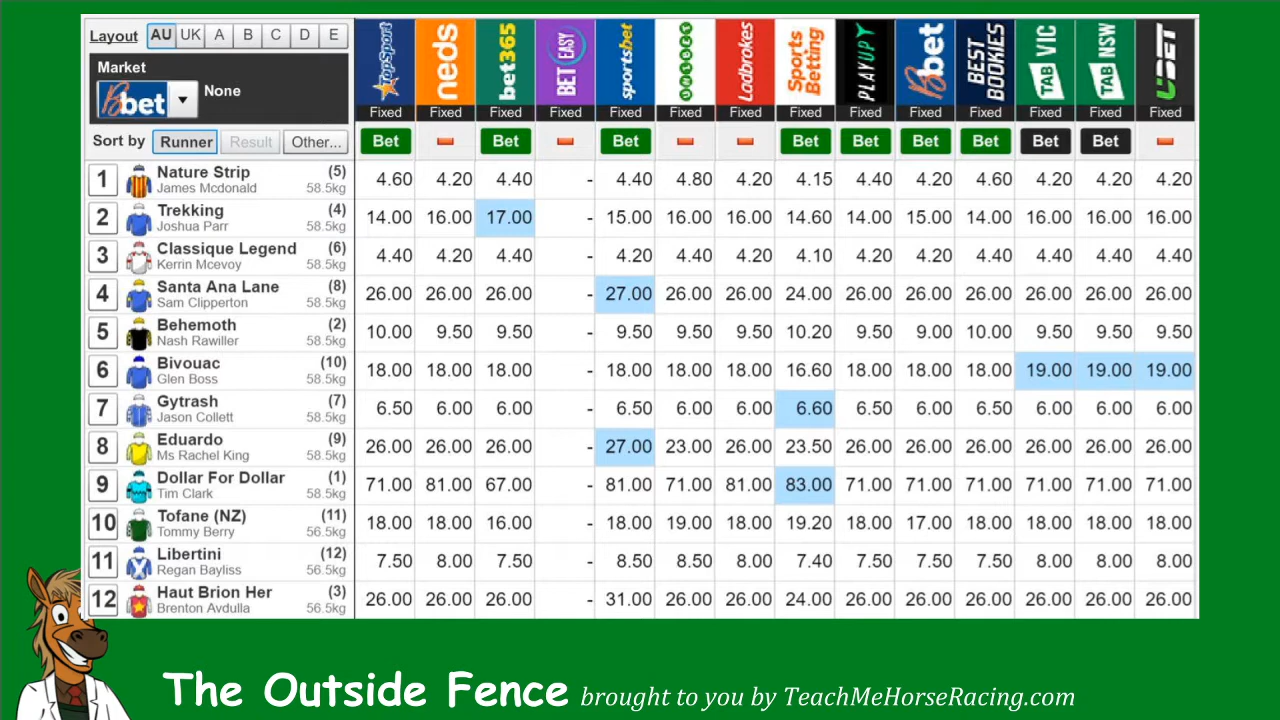 Layout AU UK A B C D E
Market
Bbet None
Sort by Runner Result Other...
TopSport neds bet365 BET EASY sportsbet UNIBET Ladbrokes Sports Betting PLAYUP Bbet BEST BOOKIES TAB VIC TAB NSW UBET
Fixed Fixed Fixed Fixed Fixed Fixed Fixed Fixed Fixed Fixed Fixed Fixed Fixed Fixed
Bet Bet Bet Bet Bet Bet Bet Bet Bet
1 Nature Strip (5) 4.60 4.20 4.40 - 4.40 4.80 4.20 4.15 4.40 4.20 4.60 4.20 4.20 4.20
James Mcdonald 58.5kg
2 Trekking (4) 14.00 16.00 17.00 - 15.00 16.00 16.00 14.60 14.00 15.00 14.00 16.00 16.00 16.00
Joshua Parr 58.5kg
3 Classique Legend (6) 4.40 4.20 4.40 - 4.20 4.40 4.20 4.10 4.20 4.20 4.20 4.40 4.40 4.40
Kerrin Mcevoy 58.5kg
4 Santa Ana Lane (8) 26.00 26.00 26.00 - 27.00 26.00 26.00 24.00 26.00 26.00 26.00 26.00 26.00 26.00
Sam Clipperton 58.5kg
5 Behemoth (2) 10.00 9.50 9.50 - 9.50 9.50 9.50 10.20 9.50 9.00 10.00 9.50 9.50 9.50
Nash Rawiller 58.5kg
6 Bivouac (10) 18.00 18.00 18.00 - 18.00 18.00 18.00 16.60 18.00 18.00 18.00 19.00 19.00 19.00
Glen Boss 58.5kg
7 Gytrash (7) 6.50 6.00 6.00 - 6.50 6.00 6.00 6.60 6.50 6.00 6.50 6.00 6.00 6.00
Jason Collett 58.5kg
8 Eduardo (9) 26.00 26.00 26.00 - 27.00 23.00 26.00 23.50 26.00 26.00 26.00 26.00 26.00 26.00
Ms Rachel King 58.5kg
9 Dollar For Dollar (1) 71.00 81.00 67.00 - 81.00 71.00 81.00 83.00 71.00 71.00 71.00 71.00 71.00 71.00
Tim Clark 58.5kg
10 Tofane (NZ) (11) 18.00 18.00 16.00 - 18.00 19.00 18.00 19.20 18.00 17.00 18.00 18.00 18.00 18.00
Tommy Berry 56.5kg
11 Libertini (12) 7.50 8.00 7.50 - 8.50 8.50 8.00 7.40 7.50 7.50 7.50 8.00 8.00 8.00
Regan Bayliss 56.5kg
12 Haut Brion Her (3) 26.00 26.00 26.00 - 31.00 26.00 26.00 24.00 26.00 26.00 26.00 26.00 26.00 26.00
Brenton Avdulla 56.5kg
The Outside Fence brought to you by TeachMeHorseRacing.com